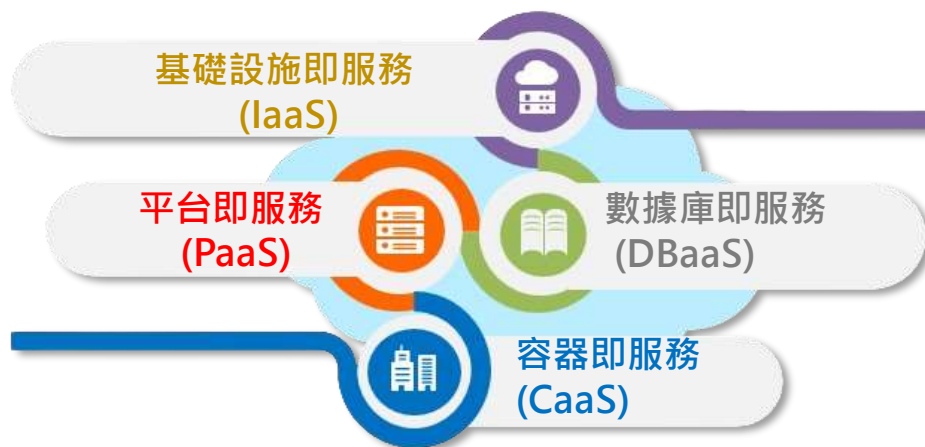 基礎設施即服務
(IaaS)
平台即服務
(PaaS)
數據庫即服務
(DBaaS)
容器即服務
(CaaS)